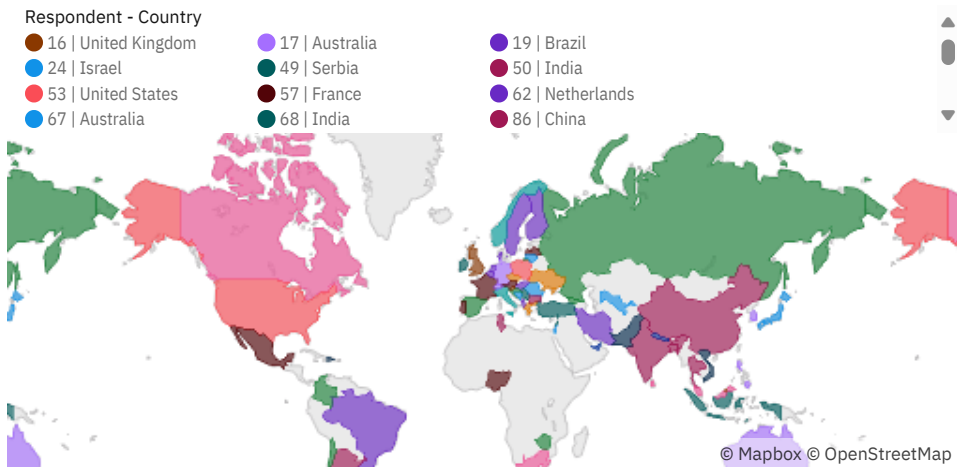 Respondent - Country
16 | United Kingdom 17 | Australia 19 | Brazil
24 | Israel 49 | Serbia 50 | India
53 | United States 57 | France 62 | Netherlands
67 | Australia 68 | India 86 | China
© Mapbox © OpenStreetMap